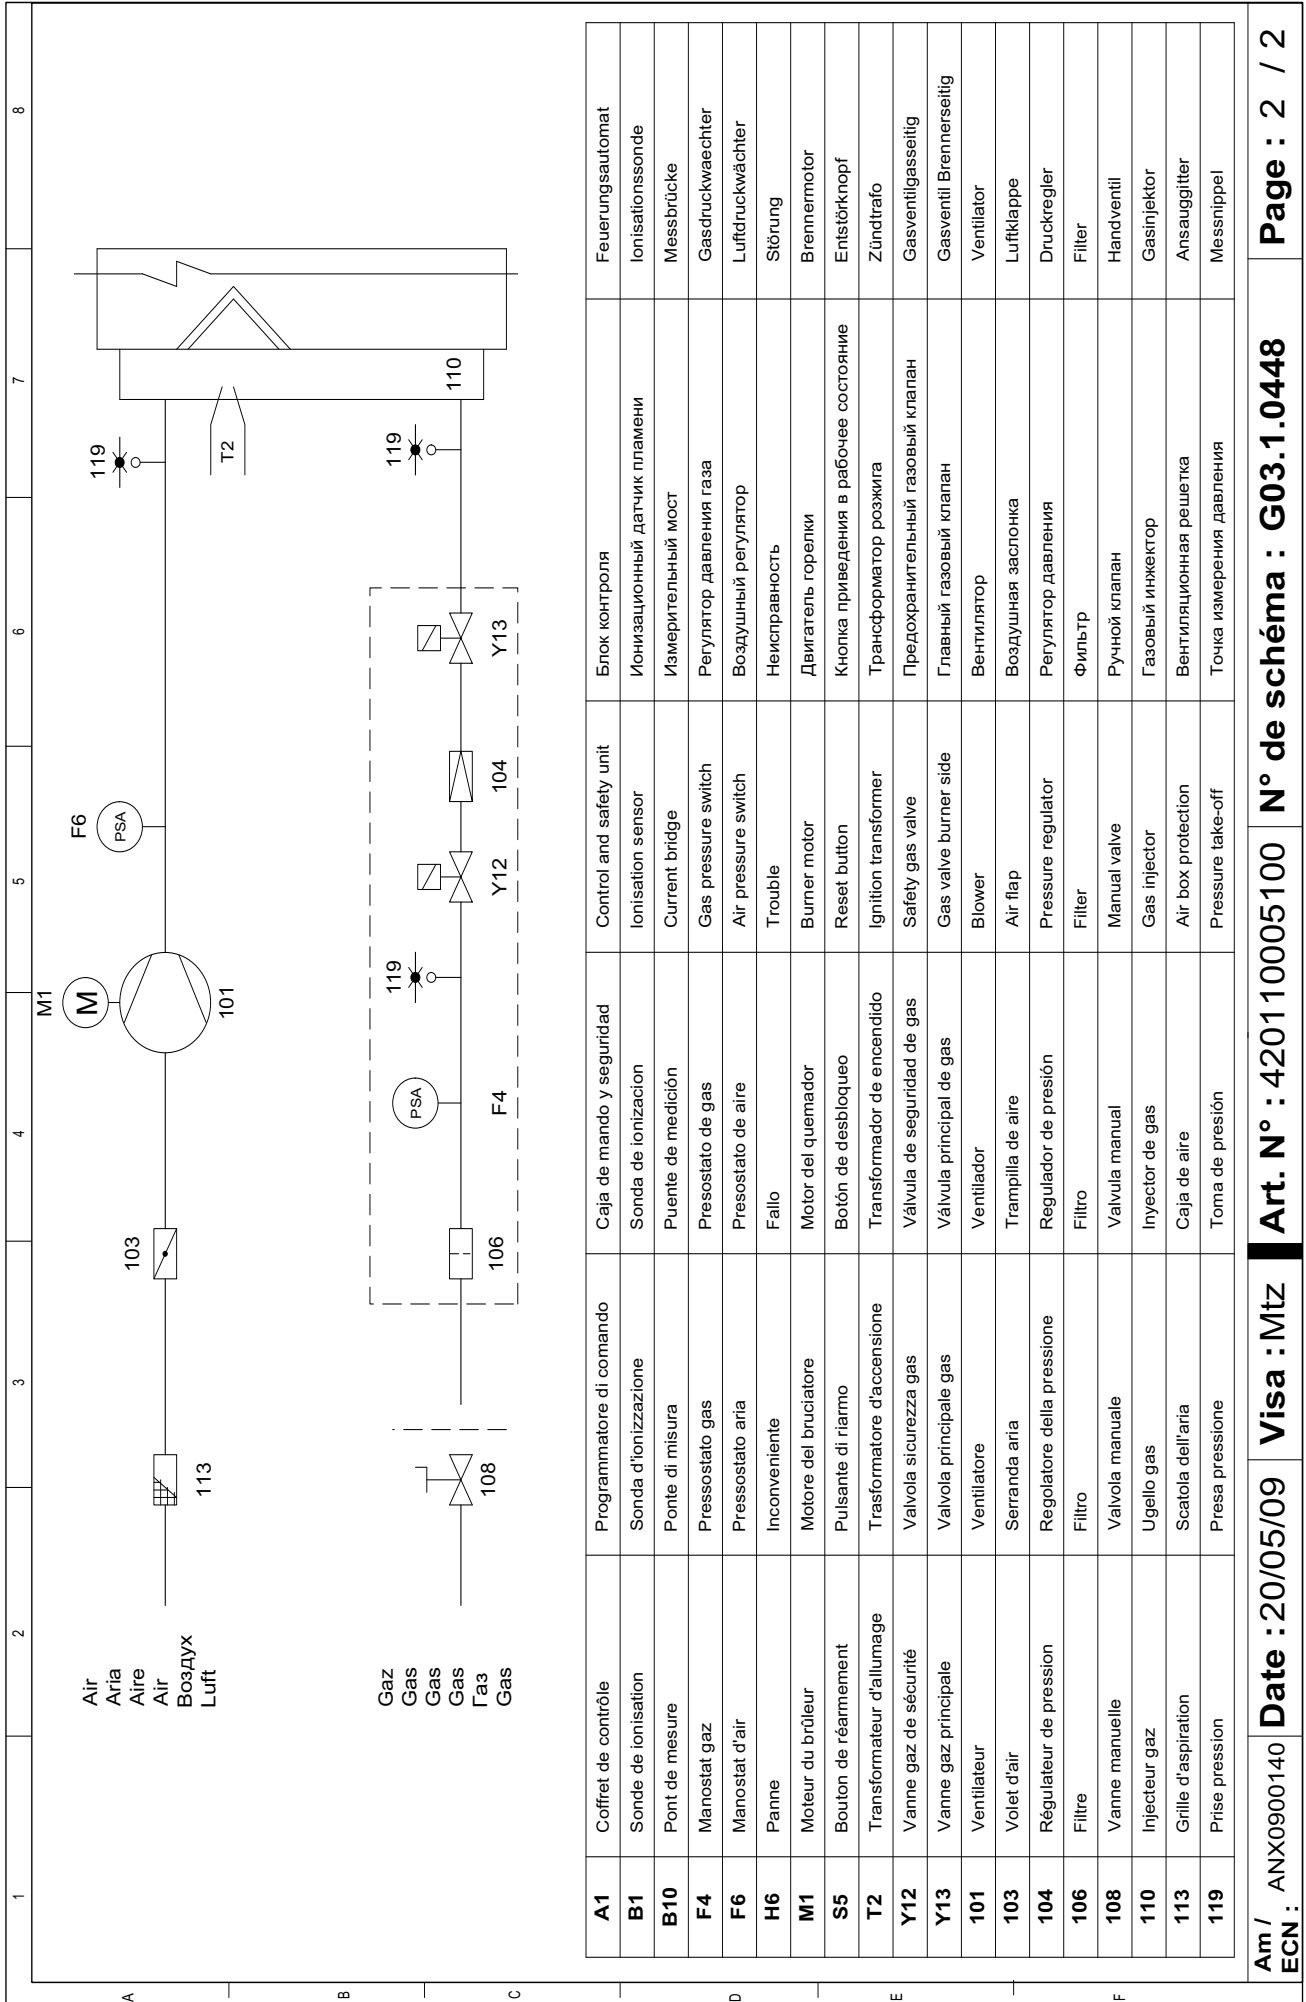 1 2 3 4 5 6 7 8
A
B
C
D
E
F
Air
Aria
Aire
Air
Воздух
Luft
113
103
M1
M
101
F6
PSA
119
T2
Gaz
Gas
Gas
Gas
Газ
Gas
108
106
PSA
F4
119
Y12
104
Y13
119
110
A1 Coffret de contrôle Programmatore di comando Caja de mando y seguridad Control and safety unit Блок контроля Feuerungsautomat
B1 Sonde de ionisation Sonda d'ionizzazione Sonda de ionizacion Ionisation sensor Ионизационный датчик пламени Ionisationssonde
B10 Pont de mesure Ponte di misura Puente de medición Current bridge Измерительный мост Messbrücke
F4 Manostat gaz Pressostato gas Presostato de gas Gas pressure switch Регулятор давления газа Gasdruckwaechter
F6 Manostat d'air Pressostato aria Presostato de aire Air pressure switch Воздушный регулятор Luftdruckwächter
H6 Panne Inconveniente Fallo Trouble Неисправность Störung
M1 Moteur du brûleur Motore del bruciatore Motor del quemador Burner motor Двигатель горелки Brennermotor
S5 Bouton de réarmement Pulsante di riarmo Botón de desbloqueo Reset button Кнопка приведения в рабочее состояние Entstörknopf
T2 Transformateur d'allumage Trasformatore d'accensione Transformador de encendido Ignition transformer Трансформатор розжига Zündtrafo
Y12 Vanne gaz de sécurité Valvola sicurezza gas Válvula de seguridad de gas Safety gas valve Предохранительный газовый клапан Gasventilgasseitig
Y13 Vanne gaz principale Valvola principale gas Válvula principal de gas Gas valve burner side Главный газовый клапан Gasventil Brennerseitig
101 Ventilateur Ventilatore Ventilador Blower Вентилятор Ventilator
103 Volet d'air Serranda aria Trampilla de aire Air flap Воздушная заслонка Luftklappe
104 Régulateur de pression Regolatore della pressione Regulador de presión Pressure regulator Регулятор давления Druckregler
106 Filtre Filtro Filtro Filter Фильтр Filter
108 Vanne manuelle Valvola manuale Valvula manual Manual valve Ручной клапан Handventil
110 Injecteur gaz Ugello gas Inyector de gas Gas injector Газовый инжектор Gasinjektor
113 Grille d'aspiration Scatola dell'aria Caja de aire Air box protection Вентиляционная решетка Ansauggitter
119 Prise pression Presa pressione Toma de presión Pressure take-off Точка измерения давления Messnippel
Am /
ECN : ANX0900140 Date : 20/05/09 Visa : Mtz Art. N° : 420110005100 N° de schéma : G03.1.0448 Page : 2 / 2